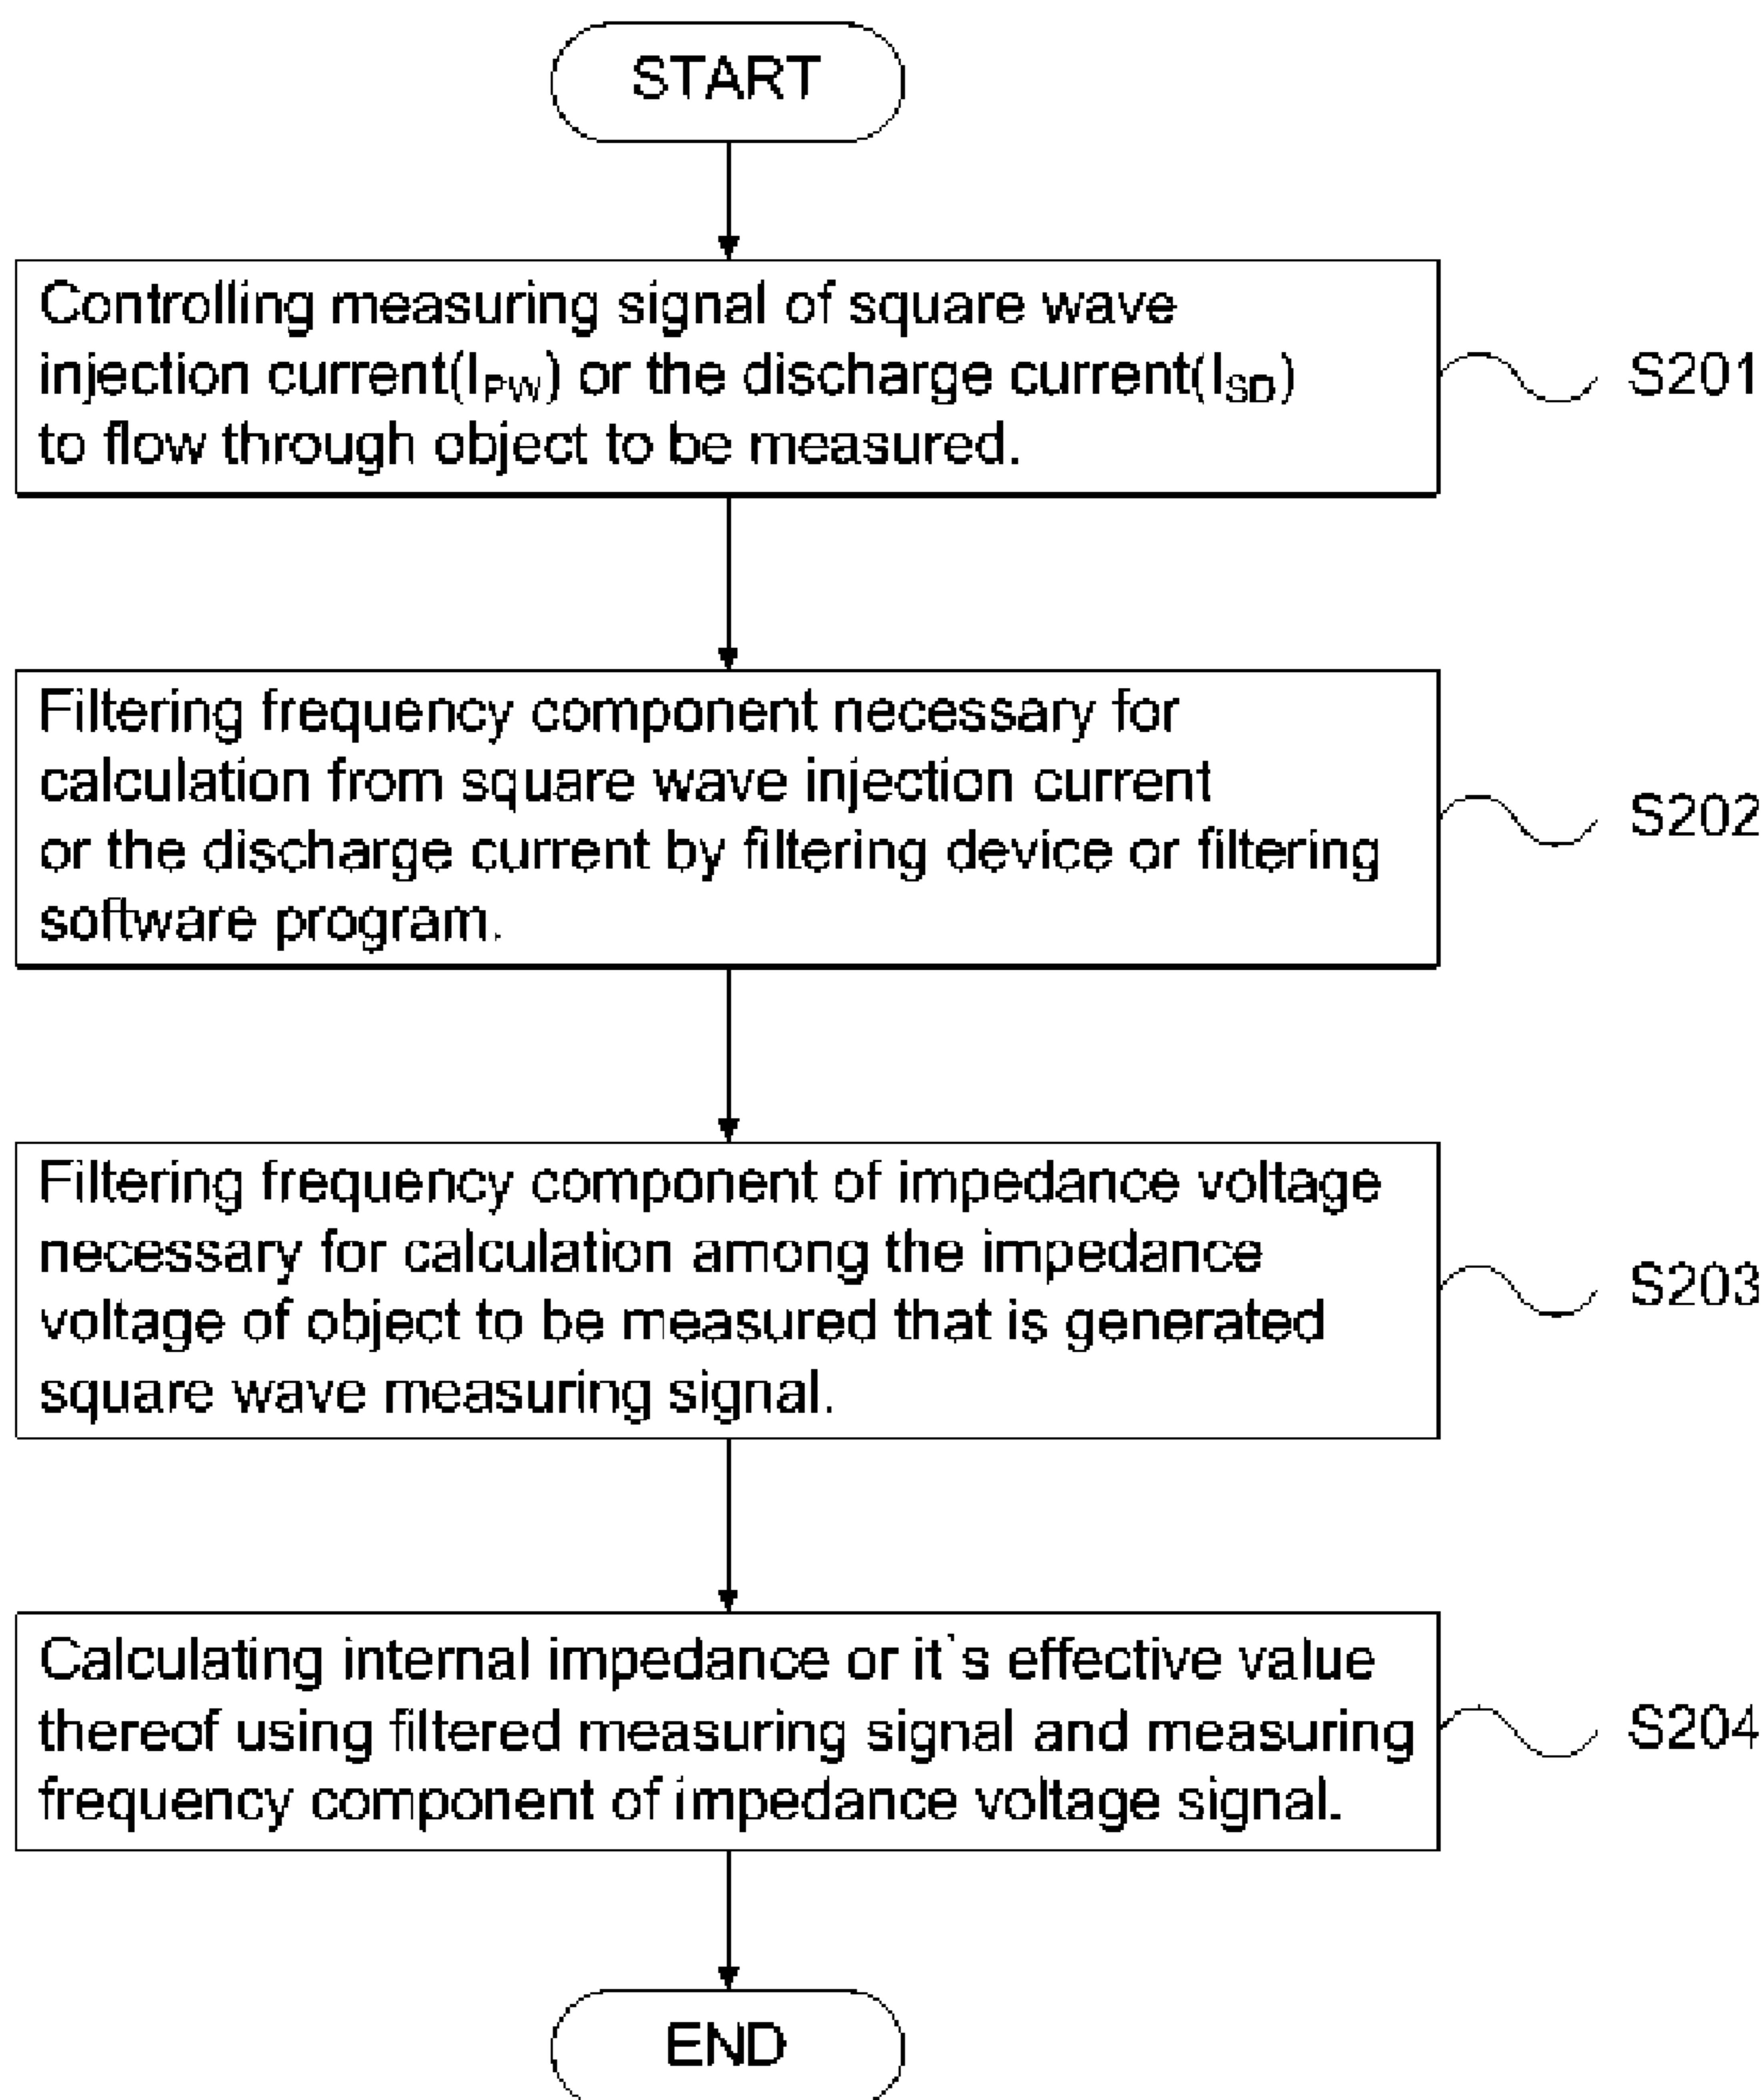 START
Controlling measuring signal of square wave
injection current(IPW) or the discharge current(ISD)
to flow through object to be measured.
S201
Filtering frequency component necessary for
calculation from square wave injection current
or the discharge current by filtering device or filtering
software program.
S202
Filtering frequency component of impedance voltage
necessary for calculation among the impedance
voltage of object to be measured that is generated
square wave measuring signal.
S203
Calculating internal impedance or it`s effective value
thereof using filtered measuring signal and measuring
frequency component of impedance voltage signal.
S204
END